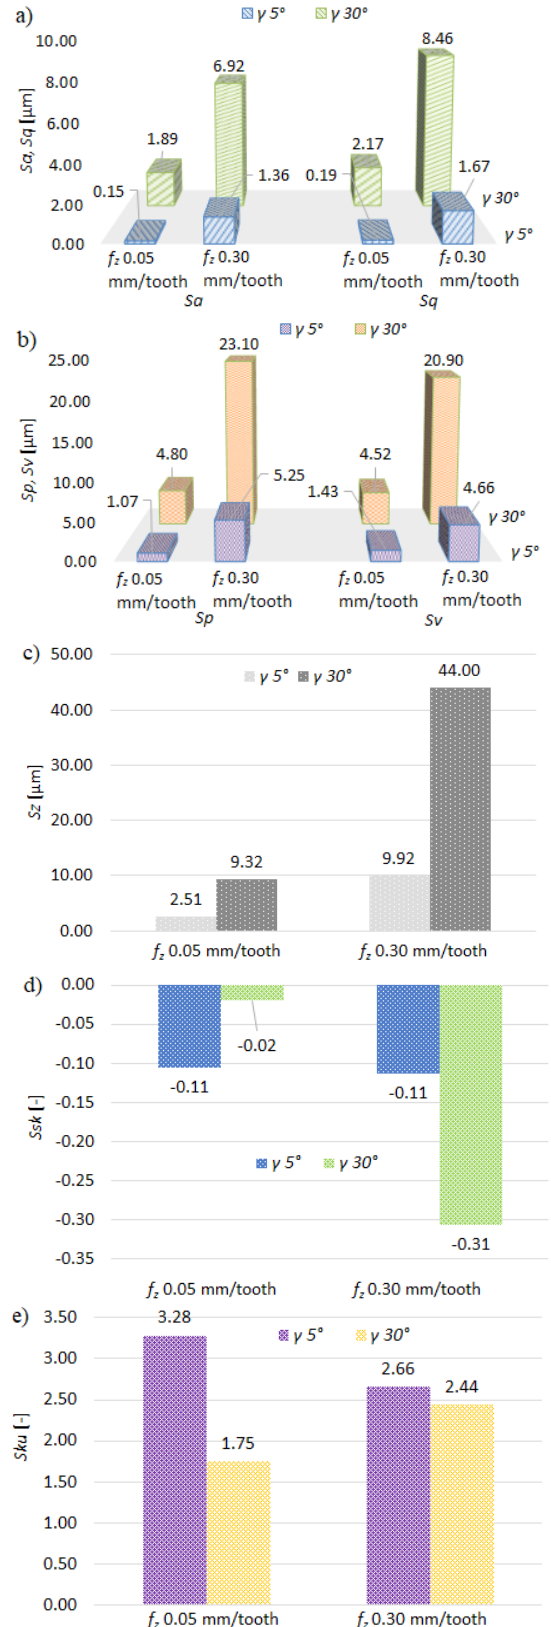 a)
γ 5°
γ 30°
Sa, Sq [µm]
10.00
8.00
6.00
4.00
2.00
0.00
0.15
1.89
6.92
1.36
0.19
2.17
8.46
1.67
γ 30°
γ 5°
fz 0.05
mm/tooth
fz 0.30
mm/tooth
fz 0.05
mm/tooth
fz 0.30
mm/tooth
Sa
Sq
b)
γ 5°
γ 30°
Sp, Sv [µm]
25.00
20.00
15.00
10.00
5.00
0.00
1.07
4.80
23.10
5.25
1.43
4.52
20.90
4.66
γ 30°
γ 5°
fz 0.05
mm/tooth
fz 0.30
mm/tooth
fz 0.05
mm/tooth
fz 0.30
mm/tooth
Sp
Sv
c)
γ 5°
γ 30°
Sz [µm]
50.00
40.00
30.00
20.00
10.00
0.00
2.51
9.32
9.92
44.00
fz 0.05 mm/tooth
fz 0.30 mm/tooth
d)
Ssk [-]
0.00
-0.05
-0.10
-0.15
-0.20
-0.25
-0.30
-0.35
-0.11
-0.02
-0.11
-0.31
γ 5°
γ 30°
fz 0.05 mm/tooth
fz 0.30 mm/tooth
e)
γ 5°
γ 30°
Sku [-]
3.50
3.00
2.50
2.00
1.50
1.00
0.50
0.00
3.28
1.75
2.66
2.44
fz 0.05 mm/tooth
fz 0.30 mm/tooth